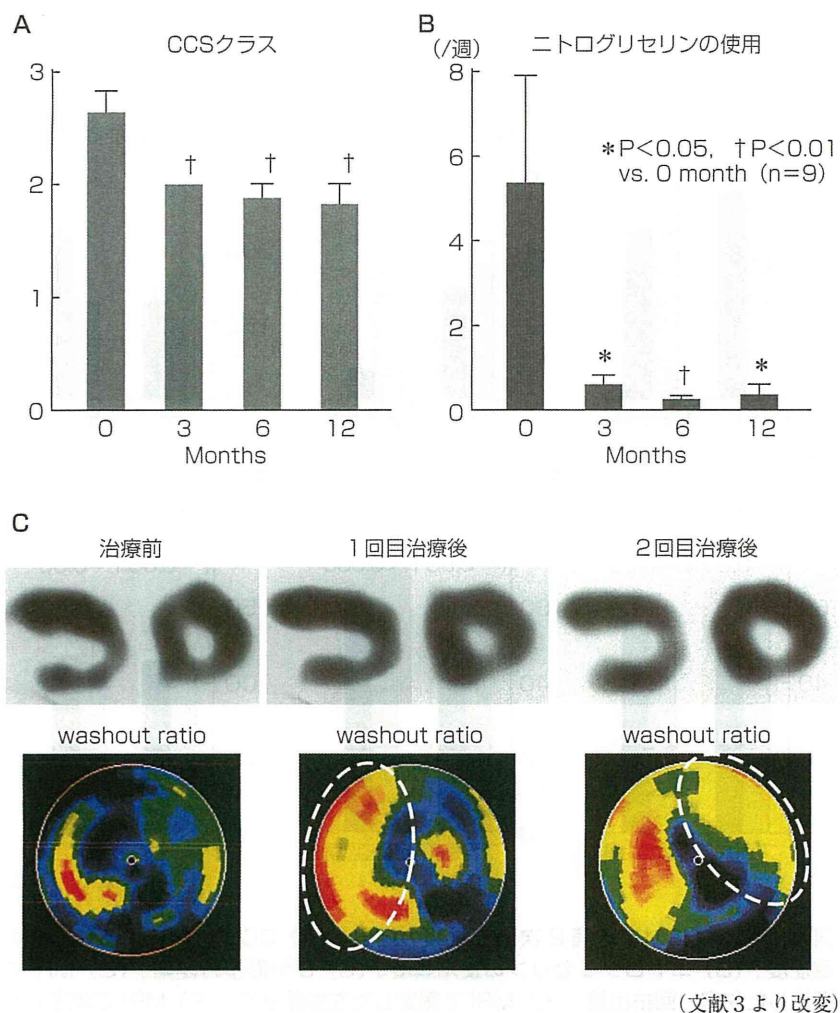 A
CCSクラス
3
2
1
0
†
†
†
0 3 6 12
Months
B
(/週)
ニトログリセリンの使用
8
6
4
2
0
*P<0.05, †P<0.01
vs. 0 month (n=9)
*
†
*
0 3 6 12
Months
C
治療前
1回目治療後
2回目治療後
washout ratio
washout ratio
washout ratio
(文献3より改変)